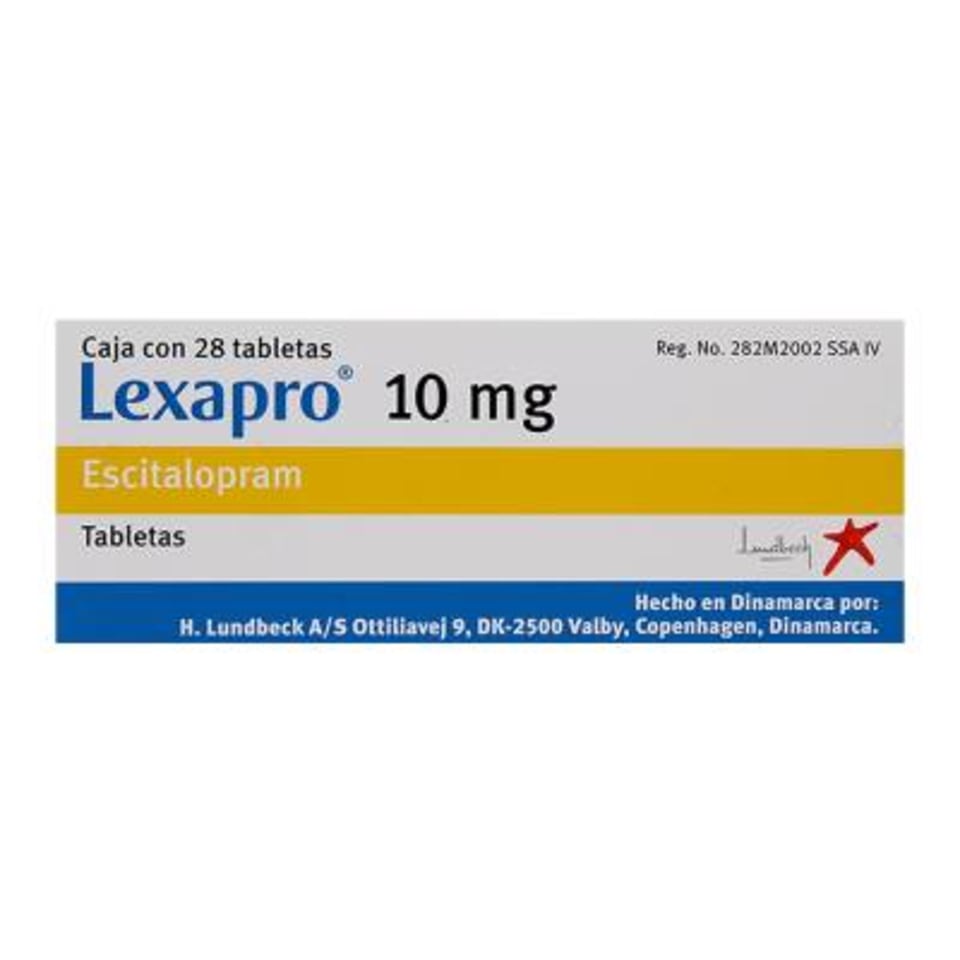 Caja con 28 tabletas
Reg. No. 282M2002 SSA IV
Lexapro® 10 mg
Escitalopram
Tabletas
Lundbeck
Hecho en Dinamarca por:
H. Lundbeck A/S Ottiliavej 9, DK-2500 Valby, Copenhagen, Dinamarca.